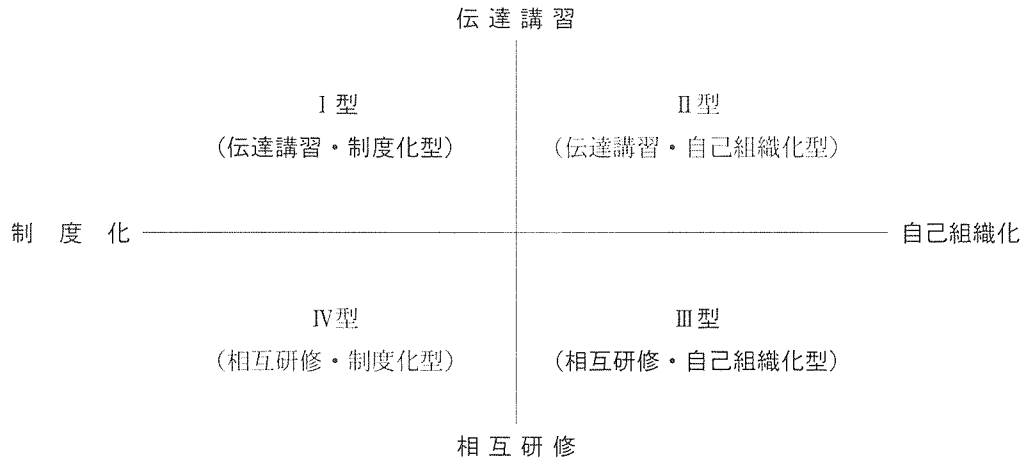 伝達講習
I型 II型
(伝達講習・制度化型) (伝達講習・自己組織化型)
制度化 自己組織化
IV型 III型
(相互研修・制度化型) (相互研修・自己組織化型)
相互研修